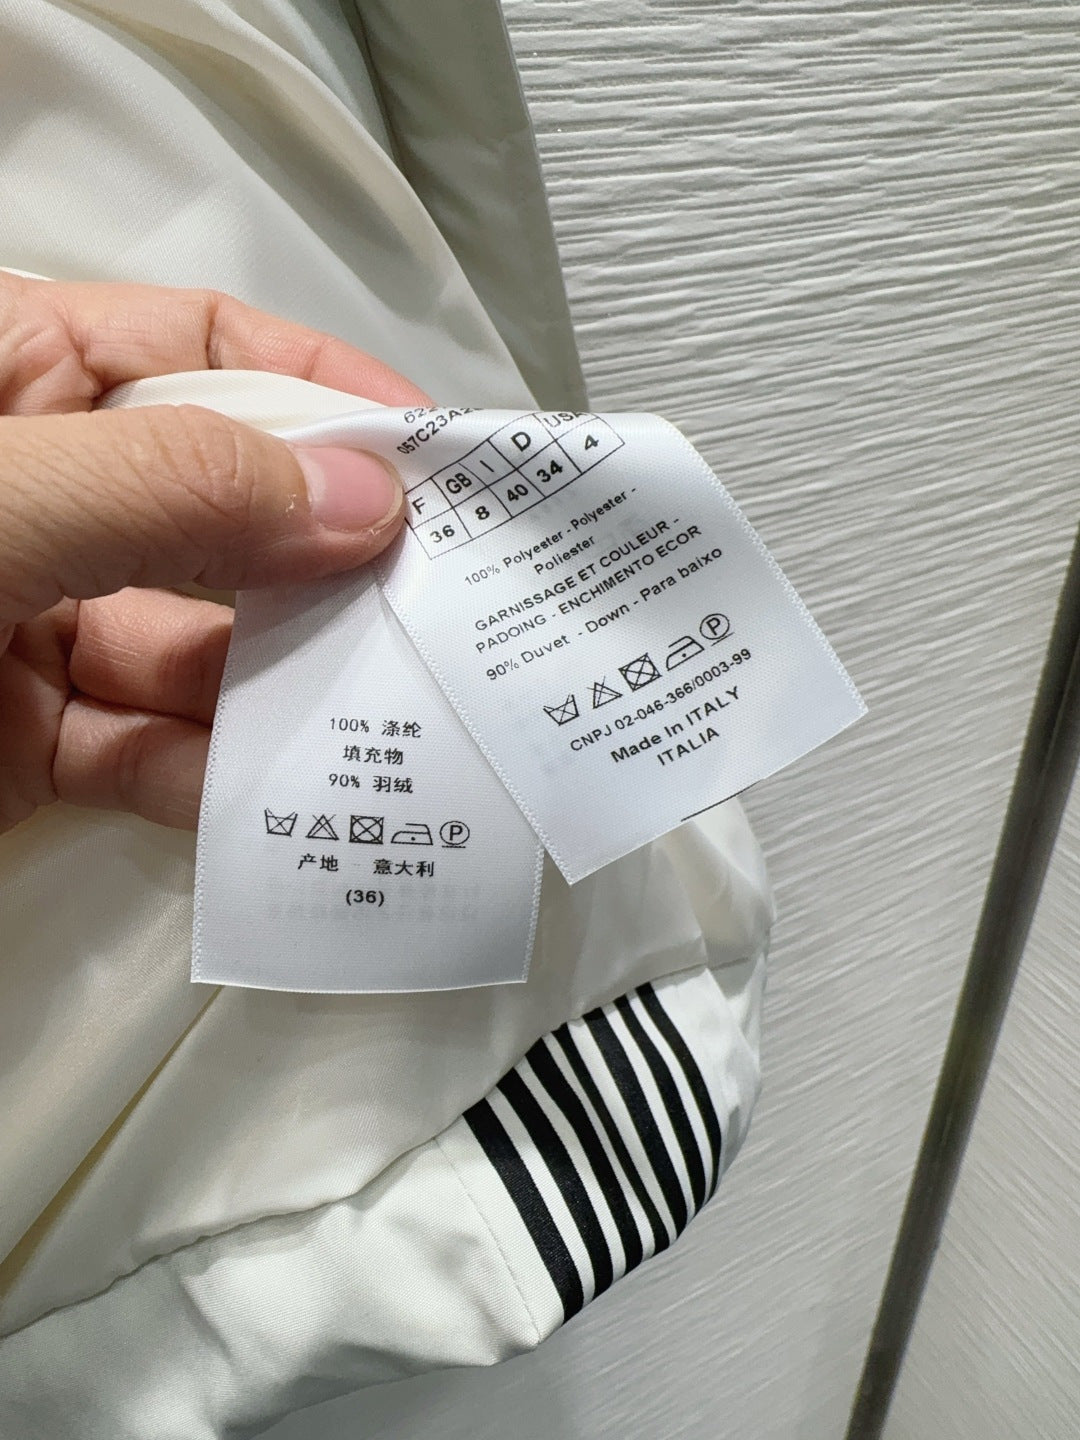 057C23A2
F GB I D USA
36 8 40 34 4
100% Polyester - Polyester -
Poliester
GARNISSAGE ET COULEUR -
PADOING - ENCHIMENTO ECOR
90% Duvet - Down - Para baixo
P
CNPJ 02-046-366/0003-99
Made In ITALY
ITALIA
100% 涤纶
填充物
90% 羽绒
P
产地 意大利
(36)